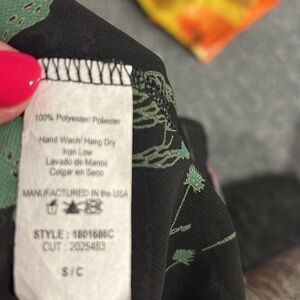 100% Polyester/ Poliester
Hand Wash/ Hang Dry
Iron Low
Lavado de Manos
Colgar en Seco
MANUFACTURED IN the USA
STYLE : 1801686C
CUT : 2025483
S / C